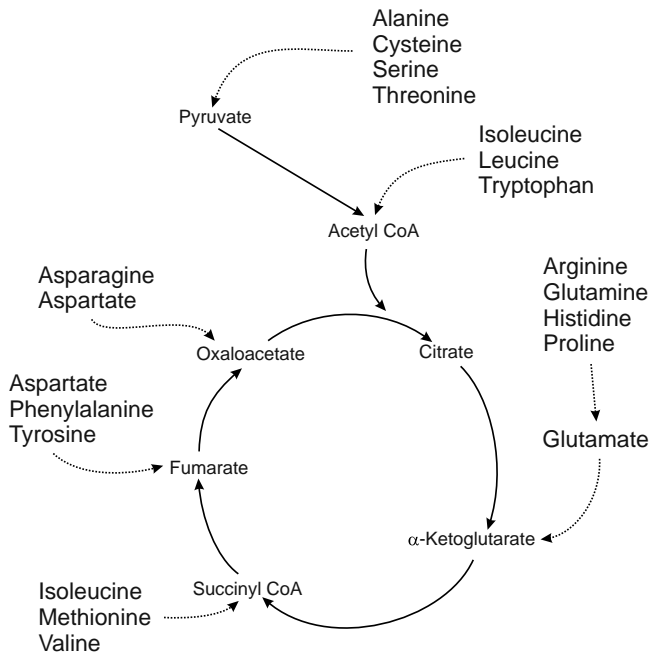 Alanine
Cysteine
Serine
Threonine
Pyruvate
Isoleucine
Leucine
Tryptophan
Acetyl CoA
Asparagine
Aspartate
Arginine
Glutamine
Histidine
Proline
Oxaloacetate
Citrate
Aspartate
Phenylalanine
Tyrosine
Glutamate
Fumarate
α-Ketoglutarate
Isoleucine
Methionine
Valine
Succinyl CoA